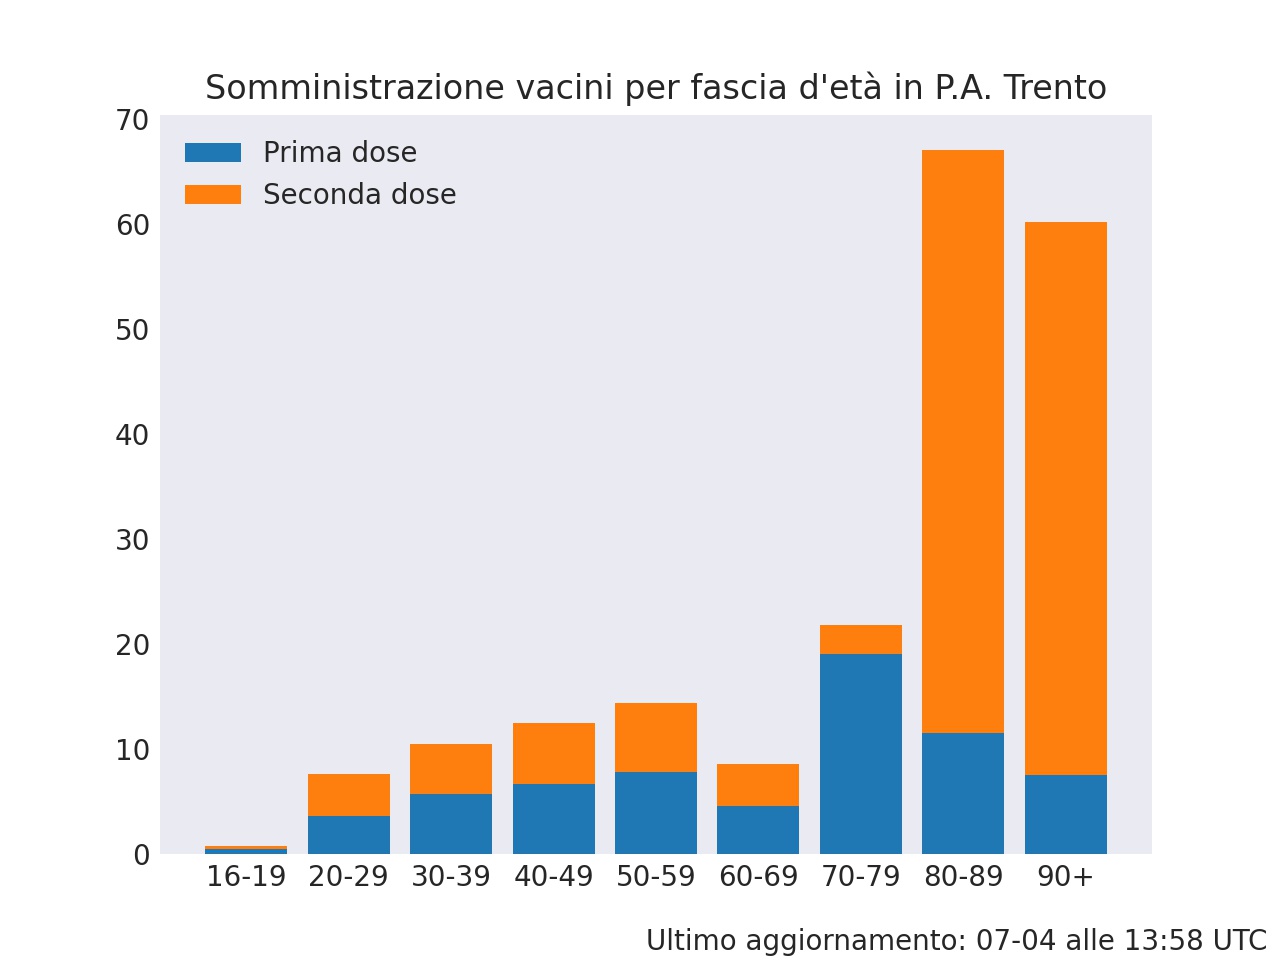 Somministrazione vacini per fascia d'età in P.A. Trento
Prima dose
Seconda dose
70
60
50
40
30
20
10
0
16-19 20-29 30-39 40-49 50-59 60-69 70-79 80-89 90+
Ultimo aggiornamento: 07-04 alle 13:58 UTC